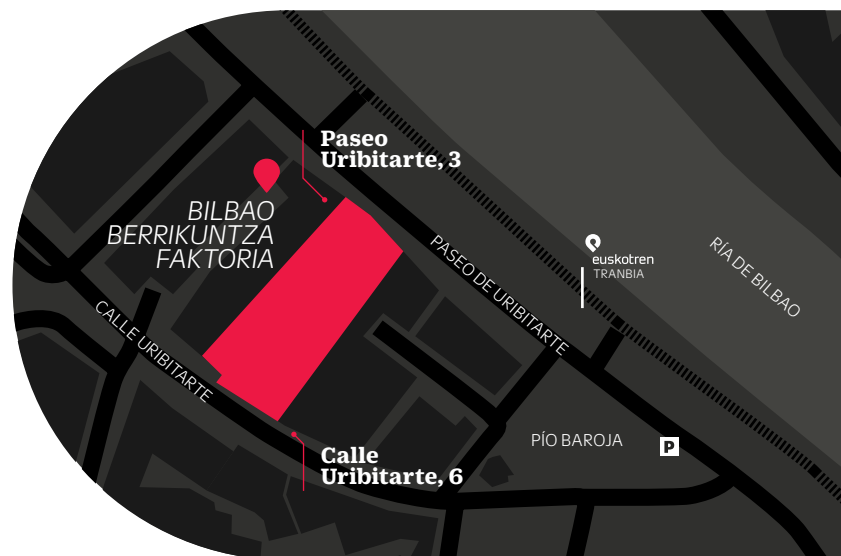 Paseo
Uribitarte, 3
BILBAO
BERRIKUNTZA
FAKTORIA
PASEO DE URIBITARTE
euskotren
TRANBIA
RÍA DE BILBAO
CALLE URIBITARTE
PÍO BAROJA
P
Calle
Uribitarte, 6